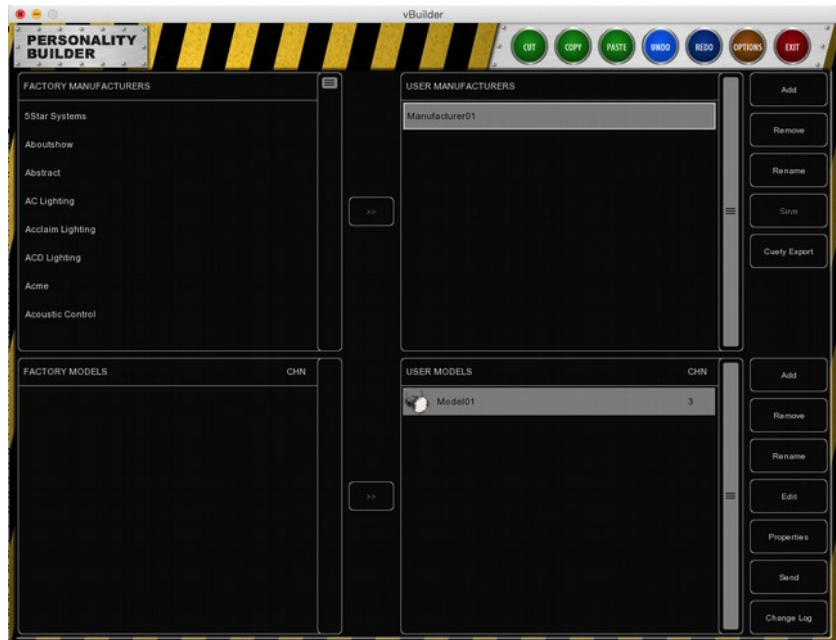 vBuilder
PERSONALITY
BUILDER
CUT COPY PASTE UNDO REDO OPTIONS EXIT
FACTORY MANUFACTURERS
5Star Systems
Aboutshow
Abstract
AC Lighting
Acclaim Lighting
ACD Lighting
Acme
Acoustic Control
>>
USER MANUFACTURERS
Manufacturer01
Add
Remove
Rename
Save
Cuety Export
FACTORY MODELS CHN
>>
USER MODELS CHN
Model01 3
Add
Remove
Rename
Edit
Properties
Send
Change Log